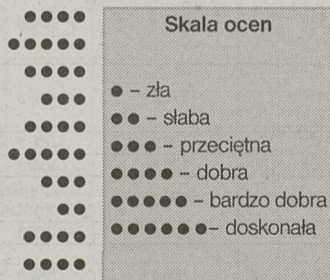 Skala ocen
● – zła
● ● – słaba
● ● ● – przeciętna
● ● ● ● – dobra
● ● ● ● ● – bardzo dobra
● ● ● ● ● ● – doskonała